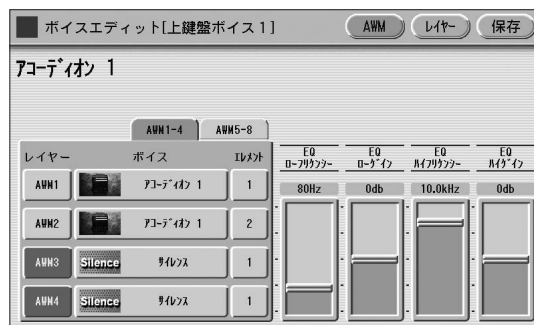 ボイスエディット[上鍵盤ボイス1] AWM レイヤー 保存
アコーディオン 1
AWM1-4 AWM5-8
レイヤー ボイス エレメント
EQ ローフリケンシー EQ ローゲイン EQ ハイフリケンシー EQ ハイゲイン
80Hz 0db 10.0kHz 0db
AWM1 アコーディオン 1 1
AWM2 アコーディオン 1 2
AWM3 Silence サイレンス 1
AWM4 Silence サイレンス 1